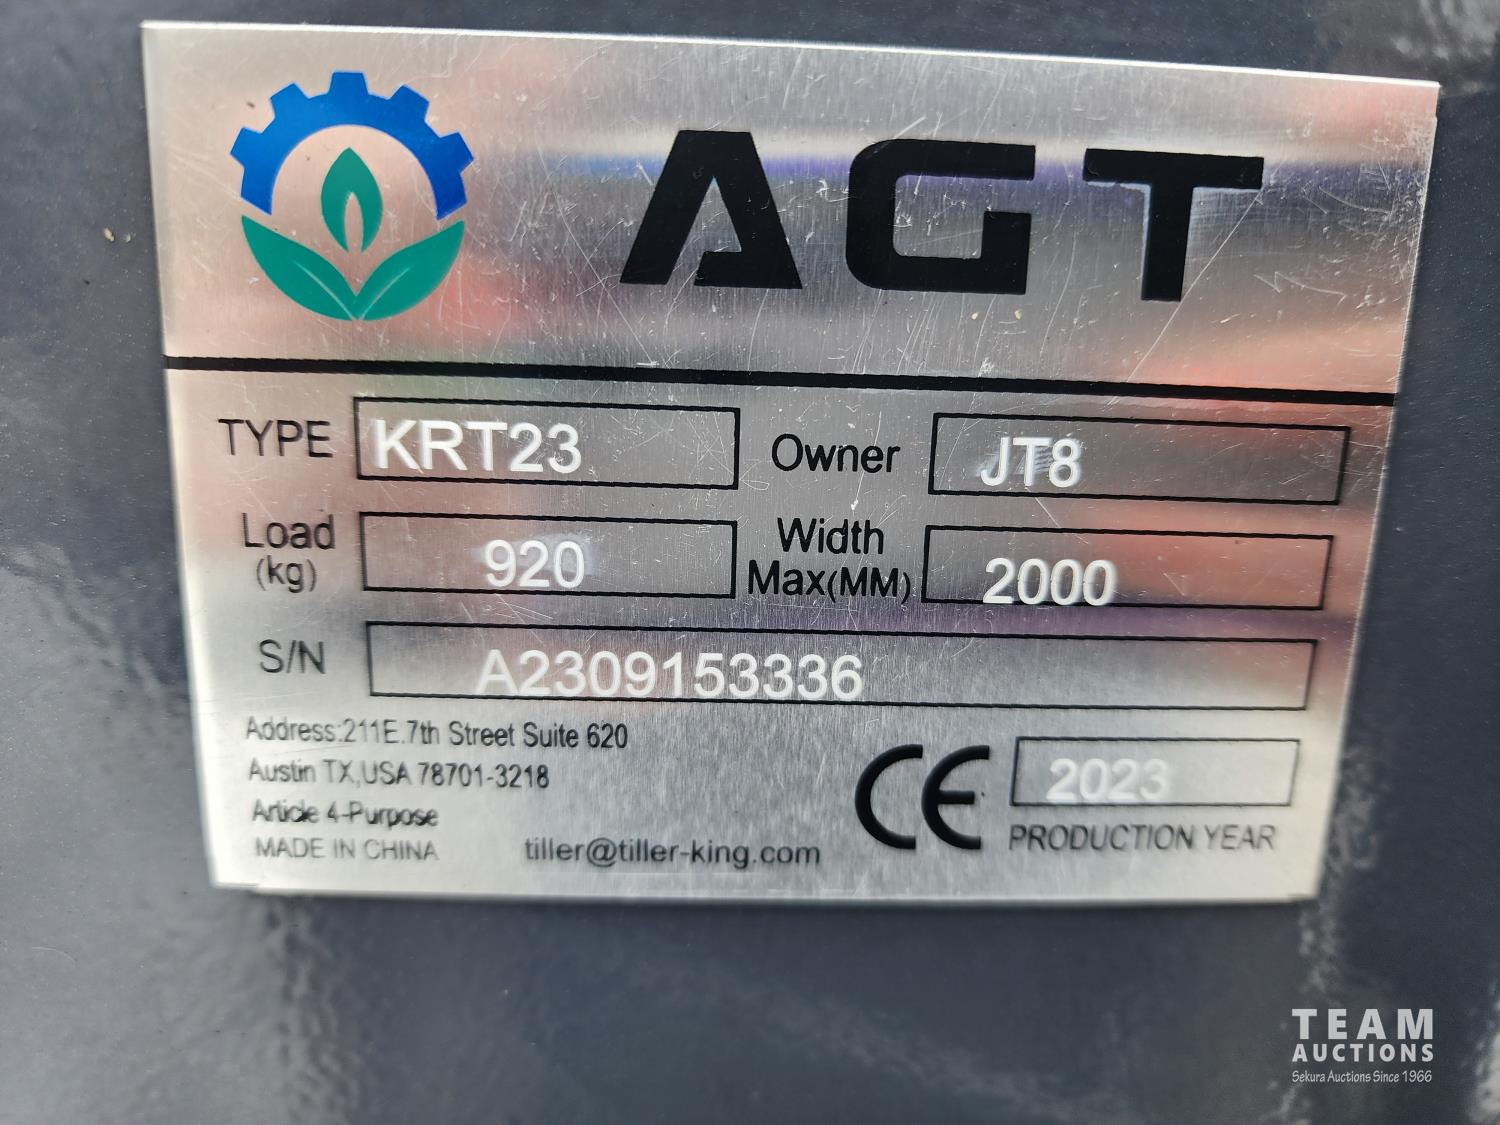 AGT
TYPE KRT23 Owner JT8
Load (kg) 920 Width Max(MM) 2000
S/N A2309153336
Address:211E.7th Street Suite 620
Austin TX,USA 78701-3218
Article 4-Purpose
MADE IN CHINA tiller@tiller-king.com
CE 2023
PRODUCTION YEAR
TEAM
AUCTIONS
Sekura Auctions Since 1966